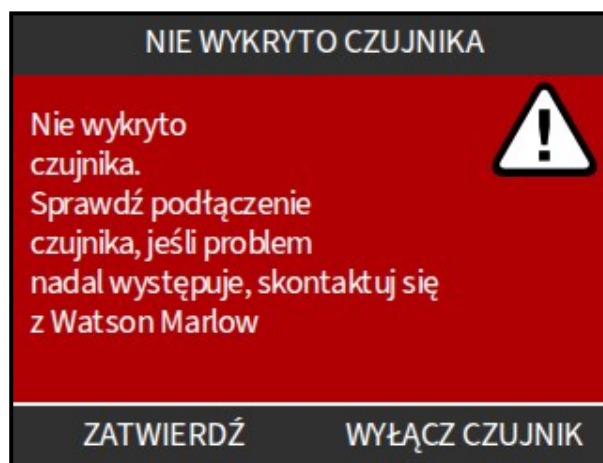 NIE WYKRYTO CZUJNIKA
Nie wykryto
czujnika.
Sprawdź podłączenie
czujnika, jeśli problem
nadal występuje, skontaktuj się
z Watson Marlow
ZATWIERDŹ WYŁĄCZ CZUJNIK